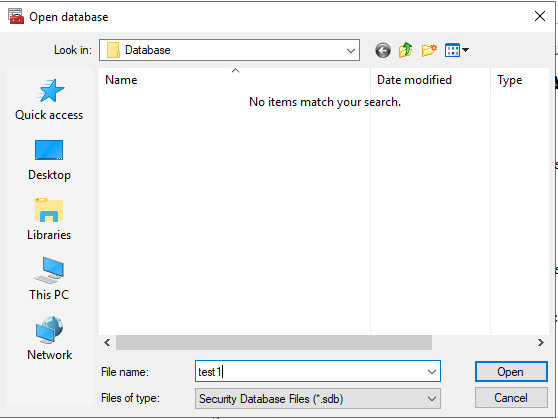 Open database
Look in: Database
Name Date modified Type
No items match your search.
Quick access
Desktop
Libraries
This PC
Network
File name: test1 Open
Files of type: Security Database Files (*.sdb) Cancel